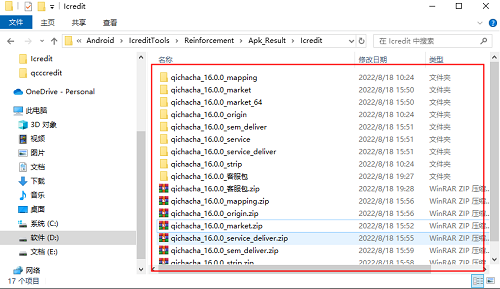 Icredit
文件 主页 共享 查看
Android > IcreditTools > Reinforcement > Apk_Result > Icredit
在 Icredit 中搜索
Icredit
qcccredit
OneDrive - Personal
此电脑
3D 对象
视频
图片
文档
下载
音乐
桌面
系统 (C:)
软件 (D:)
文档 (E:)
网络
名称 修改日期 类型
qichacha_16.0.0_mapping 2022/8/18 10:24 文件夹
qichacha_16.0.0_market 2022/8/18 15:50 文件夹
qichacha_16.0.0_market_64 2022/8/18 15:50 文件夹
qichacha_16.0.0_origin 2022/8/18 10:24 文件夹
qichacha_16.0.0_sem_deliver 2022/8/18 15:51 文件夹
qichacha_16.0.0_service 2022/8/18 15:51 文件夹
qichacha_16.0.0_service_deliver 2022/8/18 15:51 文件夹
qichacha_16.0.0_strip 2022/8/18 10:24 文件夹
qichacha_16.0.0_客服包 2022/8/18 19:27 文件夹
qichacha_16.0.0_客服包.zip 2022/8/18 19:28 WinRAR ZIP 压缩...
qichacha_16.0.0_mapping.zip 2022/8/18 15:56 WinRAR ZIP 压缩...
qichacha_16.0.0_origin.zip 2022/8/18 15:56 WinRAR ZIP 压缩...
qichacha_16.0.0_market.zip 2022/8/18 15:52 WinRAR ZIP 压缩...
qichacha_16.0.0_service_deliver.zip 2022/8/18 15:55 WinRAR ZIP 压缩...
qichacha_16.0.0_sem_deliver.zip 2022/8/18 15:59 WinRAR ZIP 压缩...
qichacha_16.0.0_strip.zip 2022/8/18 15:58 WinRAR ZIP 压缩...
17 个项目